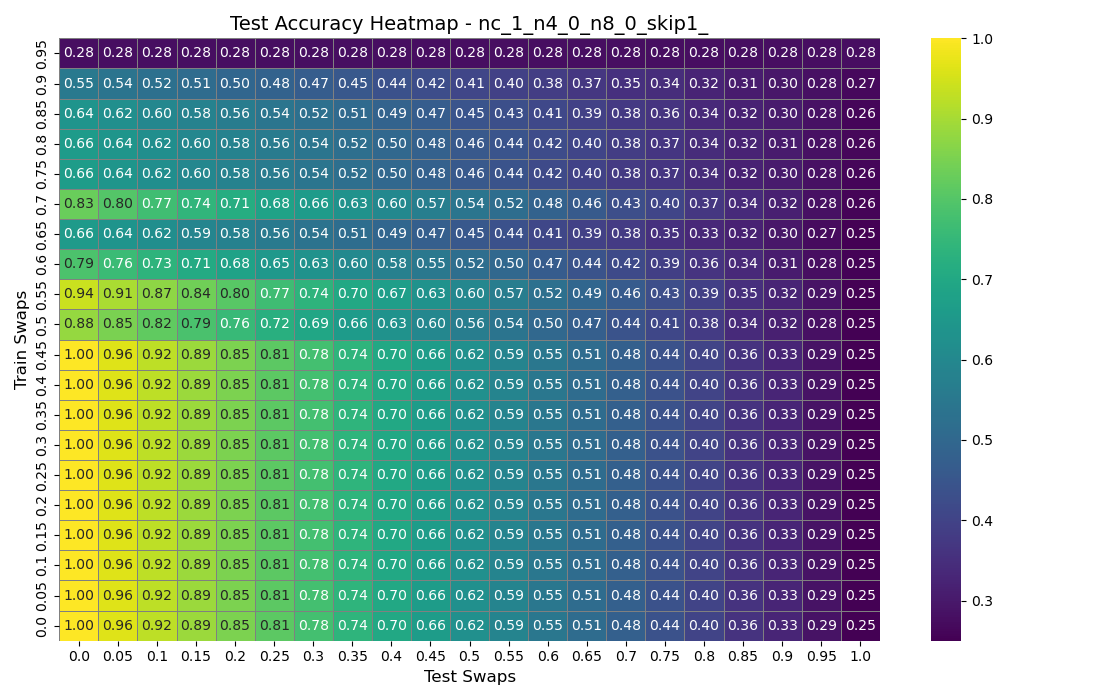 Test Accuracy Heatmap - nc_1_n4_0_n8_0_skip1_
Train Swaps
0.95 0.28 0.28 0.28 0.28 0.28 0.28 0.28 0.28 0.28 0.28 0.28 0.28 0.28 0.28 0.28 0.28 0.28 0.28 0.28 0.28 0.28
0.9 0.55 0.54 0.52 0.51 0.50 0.48 0.47 0.45 0.44 0.42 0.41 0.40 0.38 0.37 0.35 0.34 0.32 0.31 0.30 0.28 0.27
0.85 0.64 0.62 0.60 0.58 0.56 0.54 0.52 0.51 0.49 0.47 0.45 0.43 0.41 0.39 0.38 0.36 0.34 0.32 0.30 0.28 0.26
0.8 0.66 0.64 0.62 0.60 0.58 0.56 0.54 0.52 0.50 0.48 0.46 0.44 0.42 0.40 0.38 0.37 0.34 0.32 0.31 0.28 0.26
0.75 0.66 0.64 0.62 0.60 0.58 0.56 0.54 0.52 0.50 0.48 0.46 0.44 0.42 0.40 0.38 0.37 0.34 0.32 0.30 0.28 0.26
0.7 0.83 0.80 0.77 0.74 0.71 0.68 0.66 0.63 0.60 0.57 0.54 0.52 0.48 0.46 0.43 0.40 0.37 0.34 0.32 0.28 0.26
0.65 0.66 0.64 0.62 0.59 0.58 0.56 0.54 0.51 0.49 0.47 0.45 0.44 0.41 0.39 0.38 0.35 0.33 0.32 0.30 0.27 0.25
0.6 0.79 0.76 0.73 0.71 0.68 0.65 0.63 0.60 0.58 0.55 0.52 0.50 0.47 0.44 0.42 0.39 0.36 0.34 0.31 0.28 0.25
0.55 0.94 0.91 0.87 0.84 0.80 0.77 0.74 0.70 0.67 0.63 0.60 0.57 0.52 0.49 0.46 0.43 0.39 0.35 0.32 0.29 0.25
0.5 0.88 0.85 0.82 0.79 0.76 0.72 0.69 0.66 0.63 0.60 0.56 0.54 0.50 0.47 0.44 0.41 0.38 0.34 0.32 0.28 0.25
0.45 1.00 0.96 0.92 0.89 0.85 0.81 0.78 0.74 0.70 0.66 0.62 0.59 0.55 0.51 0.48 0.44 0.40 0.36 0.33 0.29 0.25
0.4 1.00 0.96 0.92 0.89 0.85 0.81 0.78 0.74 0.70 0.66 0.62 0.59 0.55 0.51 0.48 0.44 0.40 0.36 0.33 0.29 0.25
0.35 1.00 0.96 0.92 0.89 0.85 0.81 0.78 0.74 0.70 0.66 0.62 0.59 0.55 0.51 0.48 0.44 0.40 0.36 0.33 0.29 0.25
0.3 1.00 0.96 0.92 0.89 0.85 0.81 0.78 0.74 0.70 0.66 0.62 0.59 0.55 0.51 0.48 0.44 0.40 0.36 0.33 0.29 0.25
0.25 1.00 0.96 0.92 0.89 0.85 0.81 0.78 0.74 0.70 0.66 0.62 0.59 0.55 0.51 0.48 0.44 0.40 0.36 0.33 0.29 0.25
0.2 1.00 0.96 0.92 0.89 0.85 0.81 0.78 0.74 0.70 0.66 0.62 0.59 0.55 0.51 0.48 0.44 0.40 0.36 0.33 0.29 0.25
0.15 1.00 0.96 0.92 0.89 0.85 0.81 0.78 0.74 0.70 0.66 0.62 0.59 0.55 0.51 0.48 0.44 0.40 0.36 0.33 0.29 0.25
0.1 1.00 0.96 0.92 0.89 0.85 0.81 0.78 0.74 0.70 0.66 0.62 0.59 0.55 0.51 0.48 0.44 0.40 0.36 0.33 0.29 0.25
0.05 1.00 0.96 0.92 0.89 0.85 0.81 0.78 0.74 0.70 0.66 0.62 0.59 0.55 0.51 0.48 0.44 0.40 0.36 0.33 0.29 0.25
0.0 1.00 0.96 0.92 0.89 0.85 0.81 0.78 0.74 0.70 0.66 0.62 0.59 0.55 0.51 0.48 0.44 0.40 0.36 0.33 0.29 0.25
0.0 0.05 0.1 0.15 0.2 0.25 0.3 0.35 0.4 0.45 0.5 0.55 0.6 0.65 0.7 0.75 0.8 0.85 0.9 0.95 1.0
Test Swaps
1.0
0.9
0.8
0.7
0.6
0.5
0.4
0.3